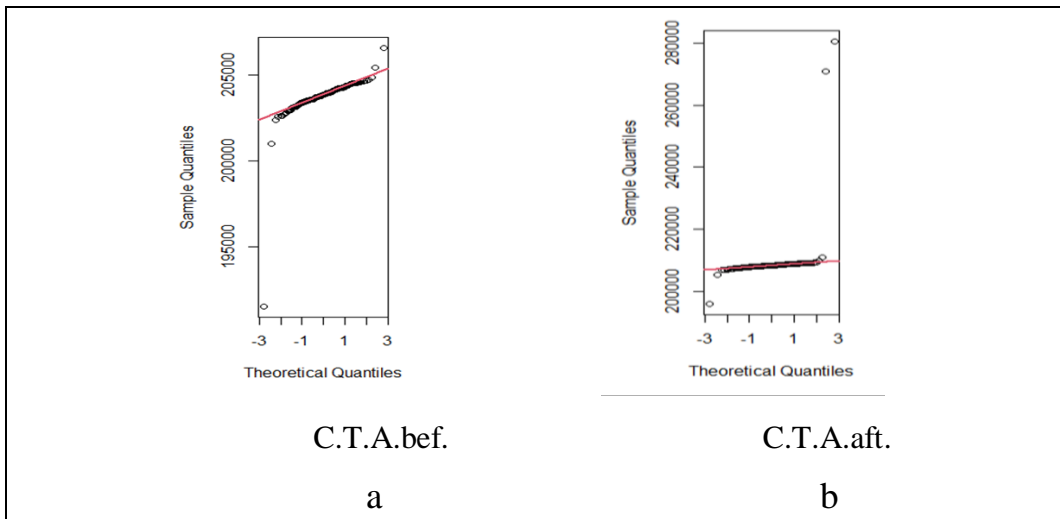 205000
200000
195000
Sample Quantiles
-3 -1 1 3
Theoretical Quantiles
C.T.A.bef.
a
280000
260000
240000
220000
200000
Sample Quantiles
-3 -1 1 3
Theoretical Quantiles
C.T.A.aft.
b